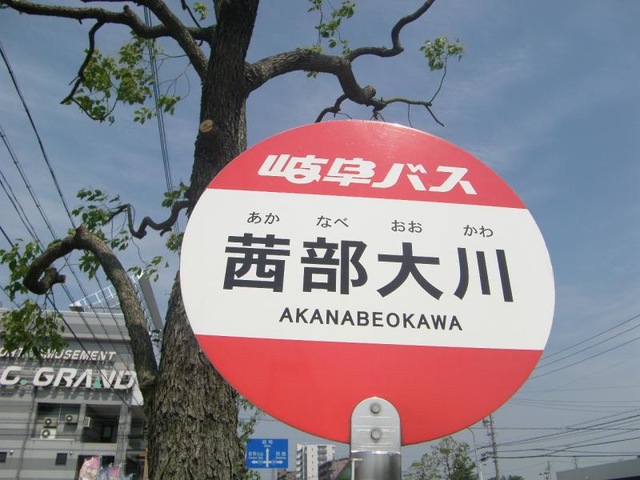 岐阜バス
あか なべ おお かわ
茜部大川
AKANABEOKAWA
AMUSEMENT
C. GRAND